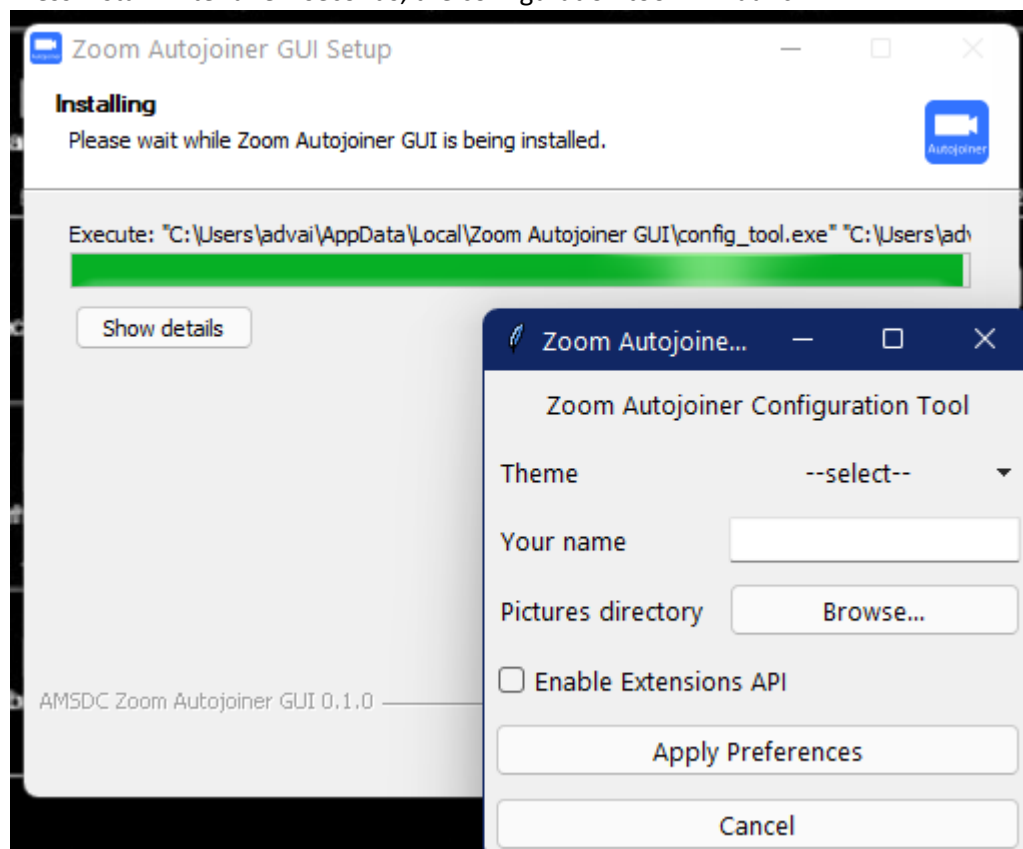 Zoom Autojoiner GUI Setup
Installing
Please wait while Zoom Autojoiner GUI is being installed.
Autojoiner
Execute: "C:\Users\advai\AppData\Local\Zoom Autojoiner GUI\config_tool.exe" "C:\Users\adv
Show details
Zoom Autojoine...
Zoom Autojoiner Configuration Tool
Theme --select--
Your name
Pictures directory Browse...
Enable Extensions API
AMSDC Zoom Autojoiner GUI 0.1.0
Apply Preferences
Cancel